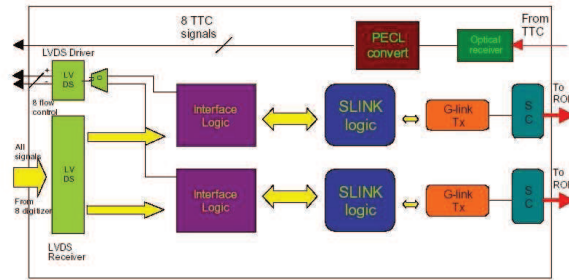 8 TTC
signals
From
TTC
PECL
convert
Optical
receiver
LVDS Driver
+
-
LV
DS
8 flow
control
Interface
Logic
SLINK
logic
G-link
Tx
S
C
To
All
signals
LV
DS
From
8 digitizer
LVDS
Receiver
Interface
Logic
SLINK
logic
G-link
Tx
S
C
To